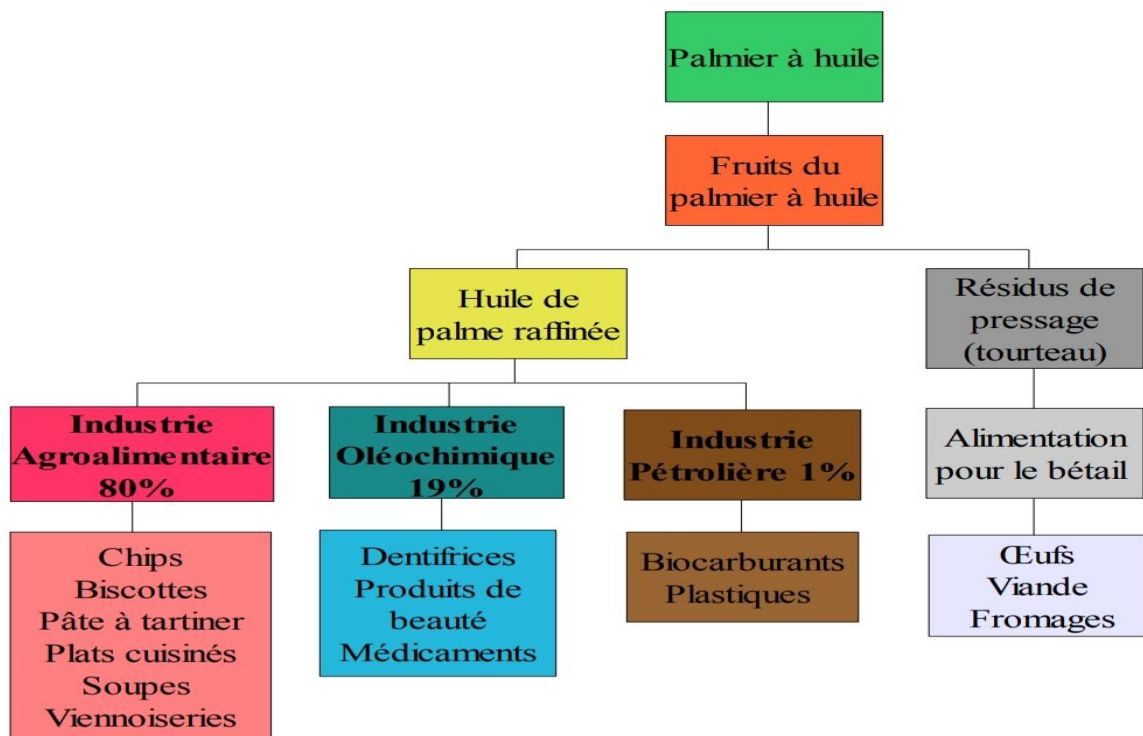 Palmier à huile
Fruits du
palmier à huile
Huile de
palme raffinée
Résidus de
pressage
(tourteau)
Industrie
Agroalimentaire
80%
Industrie
Oléochimique
19%
Industrie
Pétrolière 1%
Alimentation
pour le bétail
Chips
Biscottes
Pâte à tartiner
Plats cuisinés
Soupes
Viennoiseries
Dentifrices
Produits de
beauté
Médicaments
Biocarburants
Plastiques
Œufs
Viande
Fromages